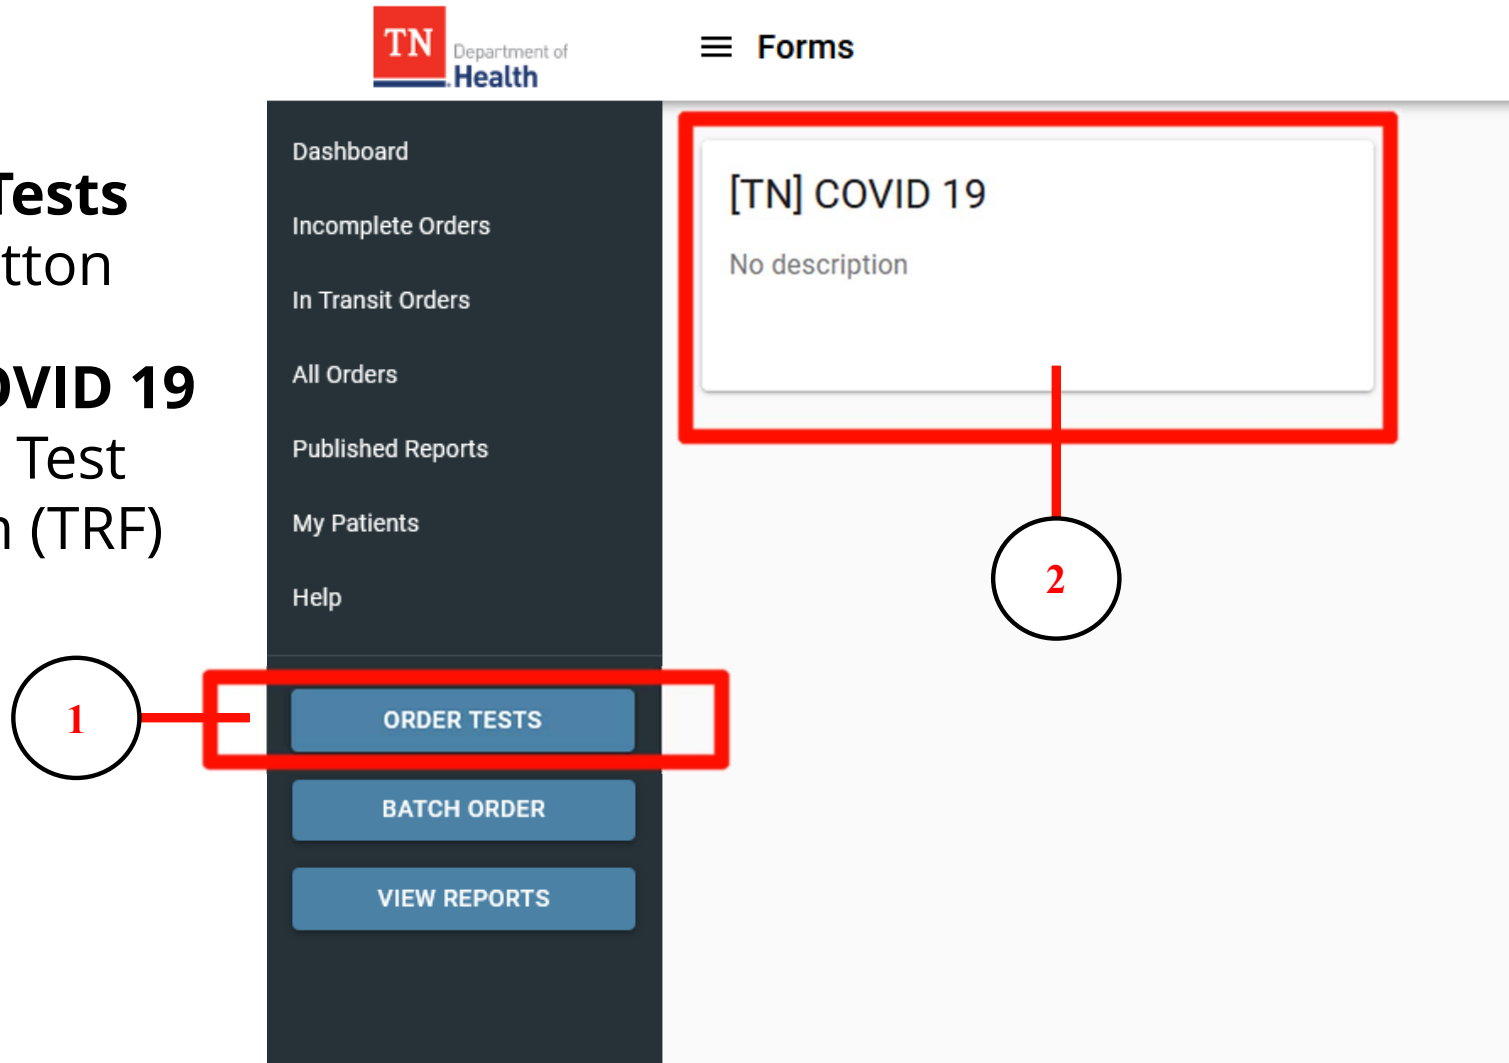 TN
Department of
Health
Forms
Tests
tton
OVID 19
Test
(TRF)
Dashboard
Incomplete Orders
In Transit Orders
All Orders
Published Reports
My Patients
Help
1
ORDER TESTS
BATCH ORDER
VIEW REPORTS
[TN] COVID 19
No description
2